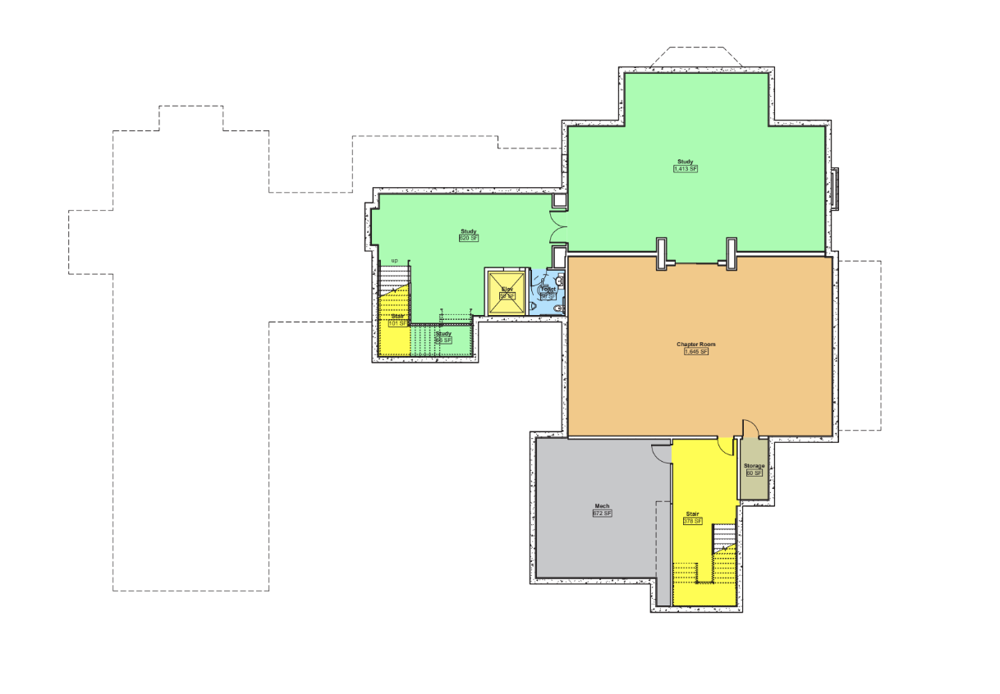 Study
1,413 SF
Study
820 SF
up
Elev
Toilet
Stair
101 SF
Study
Chapter Room
1,645 SF
Storage
60 SF
Mech
672 SF
Stair
378 SF